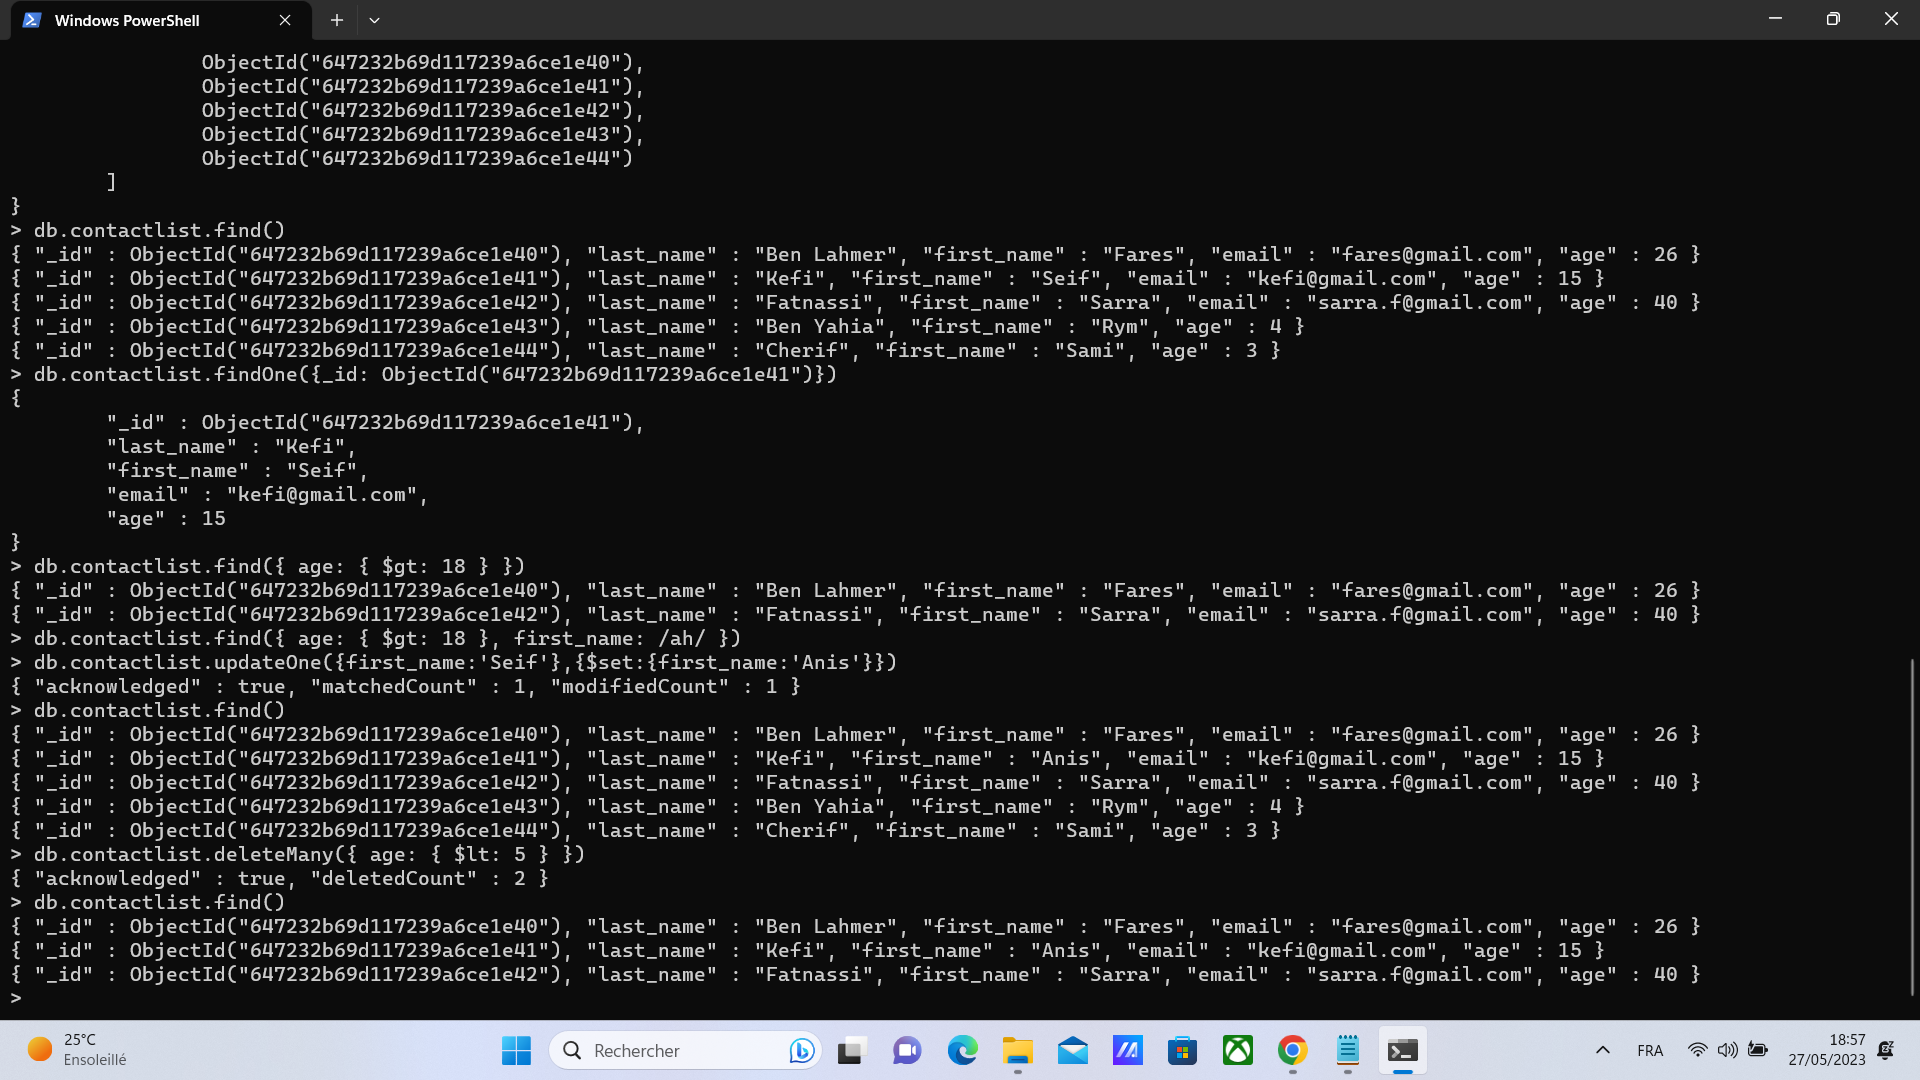 Windows PowerShell
ObjectId("647232b69d117239a6ce1e40"),
ObjectId("647232b69d117239a6ce1e41"),
ObjectId("647232b69d117239a6ce1e42"),
ObjectId("647232b69d117239a6ce1e43"),
ObjectId("647232b69d117239a6ce1e44")
]
}
> db.contactlist.find()
{ "_id" : ObjectId("647232b69d117239a6ce1e40"), "last_name" : "Ben Lahmer", "first_name" : "Fares", "email" : "fares@gmail.com", "age" : 26 }
{ "_id" : ObjectId("647232b69d117239a6ce1e41"), "last_name" : "Kefi", "first_name" : "Seif", "email" : "kefi@gmail.com", "age" : 15 }
{ "_id" : ObjectId("647232b69d117239a6ce1e42"), "last_name" : "Fatnassi", "first_name" : "Sarra", "email" : "sarra.f@gmail.com", "age" : 40 }
{ "_id" : ObjectId("647232b69d117239a6ce1e43"), "last_name" : "Ben Yahia", "first_name" : "Rym", "age" : 4 }
{ "_id" : ObjectId("647232b69d117239a6ce1e44"), "last_name" : "Cherif", "first_name" : "Sami", "age" : 3 }
> db.contactlist.findOne({_id: ObjectId("647232b69d117239a6ce1e41")})
{
"_id" : ObjectId("647232b69d117239a6ce1e41"),
"last_name" : "Kefi",
"first_name" : "Seif",
"email" : "kefi@gmail.com",
"age" : 15
}
> db.contactlist.find({ age: { $gt: 18 } })
{ "_id" : ObjectId("647232b69d117239a6ce1e40"), "last_name" : "Ben Lahmer", "first_name" : "Fares", "email" : "fares@gmail.com", "age" : 26 }
{ "_id" : ObjectId("647232b69d117239a6ce1e42"), "last_name" : "Fatnassi", "first_name" : "Sarra", "email" : "sarra.f@gmail.com", "age" : 40 }
> db.contactlist.find({ age: { $gt: 18 }, first_name: /ah/ })
> db.contactlist.updateOne({first_name:'Seif'},{$set:{first_name:'Anis'}})
{ "acknowledged" : true, "matchedCount" : 1, "modifiedCount" : 1 }
> db.contactlist.find()
{ "_id" : ObjectId("647232b69d117239a6ce1e40"), "last_name" : "Ben Lahmer", "first_name" : "Fares", "email" : "fares@gmail.com", "age" : 26 }
{ "_id" : ObjectId("647232b69d117239a6ce1e41"), "last_name" : "Kefi", "first_name" : "Anis", "email" : "kefi@gmail.com", "age" : 15 }
{ "_id" : ObjectId("647232b69d117239a6ce1e42"), "last_name" : "Fatnassi", "first_name" : "Sarra", "email" : "sarra.f@gmail.com", "age" : 40 }
{ "_id" : ObjectId("647232b69d117239a6ce1e43"), "last_name" : "Ben Yahia", "first_name" : "Rym", "age" : 4 }
{ "_id" : ObjectId("647232b69d117239a6ce1e44"), "last_name" : "Cherif", "first_name" : "Sami", "age" : 3 }
> db.contactlist.deleteMany({ age: { $lt: 5 } })
{ "acknowledged" : true, "deletedCount" : 2 }
> db.contactlist.find()
{ "_id" : ObjectId("647232b69d117239a6ce1e40"), "last_name" : "Ben Lahmer", "first_name" : "Fares", "email" : "fares@gmail.com", "age" : 26 }
{ "_id" : ObjectId("647232b69d117239a6ce1e41"), "last_name" : "Kefi", "first_name" : "Anis", "email" : "kefi@gmail.com", "age" : 15 }
{ "_id" : ObjectId("647232b69d117239a6ce1e42"), "last_name" : "Fatnassi", "first_name" : "Sarra", "email" : "sarra.f@gmail.com", "age" : 40 }
>
25°C
Ensoleillé
Rechercher
FRA
18:57
27/05/2023